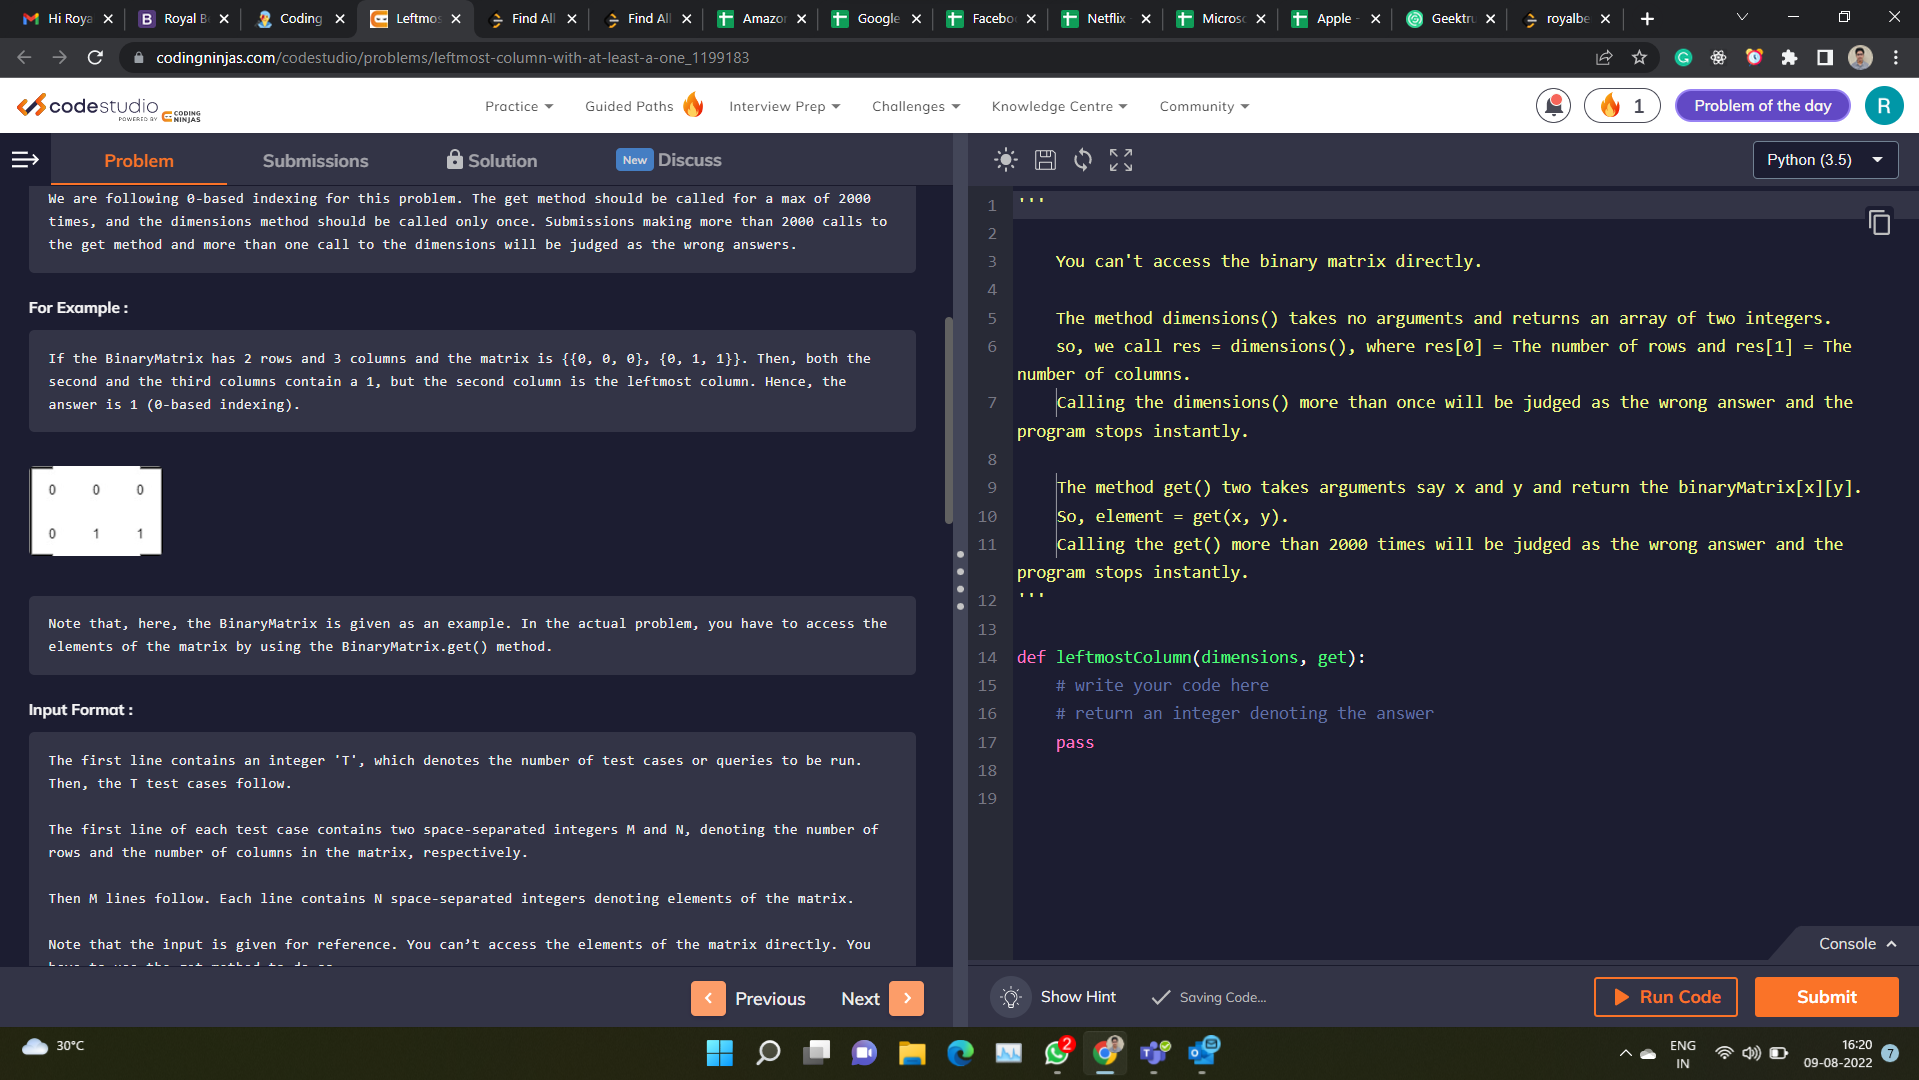 Hi Roya
Royal B
Coding
Leftmos
Find All
Find All
Amazon
Google
Facebo
Netflix
Microsc
Apple -
Geektru
royalbe
codingninjas.com/codestudio/problems/leftmost-column-with-at-least-a-one_1199183
codestudio
POWERED BY CODING NINJAS
Practice
Guided Paths
Interview Prep
Challenges
Knowledge Centre
Community
1
Problem of the day
R
Problem
Submissions
Solution
New Discuss
Python (3.5)
We are following 0-based indexing for this problem. The get method should be called for a max of 2000
times, and the dimensions method should be called only once. Submissions making more than 2000 calls to
the get method and more than one call to the dimensions will be judged as the wrong answers.
For Example :
If the BinaryMatrix has 2 rows and 3 columns and the matrix is {{0, 0, 0}, {0, 1, 1}}. Then, both the
second and the third columns contain a 1, but the second column is the leftmost column. Hence, the
answer is 1 (0-based indexing).
0 0 0
0 1 1
Note that, here, the BinaryMatrix is given as an example. In the actual problem, you have to access the
elements of the matrix by using the BinaryMatrix.get() method.
Input Format :
The first line contains an integer 'T', which denotes the number of test cases or queries to be run.
Then, the T test cases follow.
The first line of each test case contains two space-separated integers M and N, denoting the number of
rows and the number of columns in the matrix, respectively.
Then M lines follow. Each line contains N space-separated integers denoting elements of the matrix.
Note that the input is given for reference. You can’t access the elements of the matrix directly. You
have to use the get method to do so.
Previous
Next
1 '''
2
3 You can't access the binary matrix directly.
4
5 The method dimensions() takes no arguments and returns an array of two integers.
6 so, we call res = dimensions(), where res[0] = The number of rows and res[1] = The
number of columns.
7 Calling the dimensions() more than once will be judged as the wrong answer and the
program stops instantly.
8
9 The method get() two takes arguments say x and y and return the binaryMatrix[x][y].
10 So, element = get(x, y).
11 Calling the get() more than 2000 times will be judged as the wrong answer and the
program stops instantly.
12 '''
13
14 def leftmostColumn(dimensions, get):
15 # write your code here
16 # return an integer denoting the answer
17 pass
18
19
Console
Show Hint
Saving Code...
Run Code
Submit
30°C
2
ENG
IN
16:20
09-08-2022
7